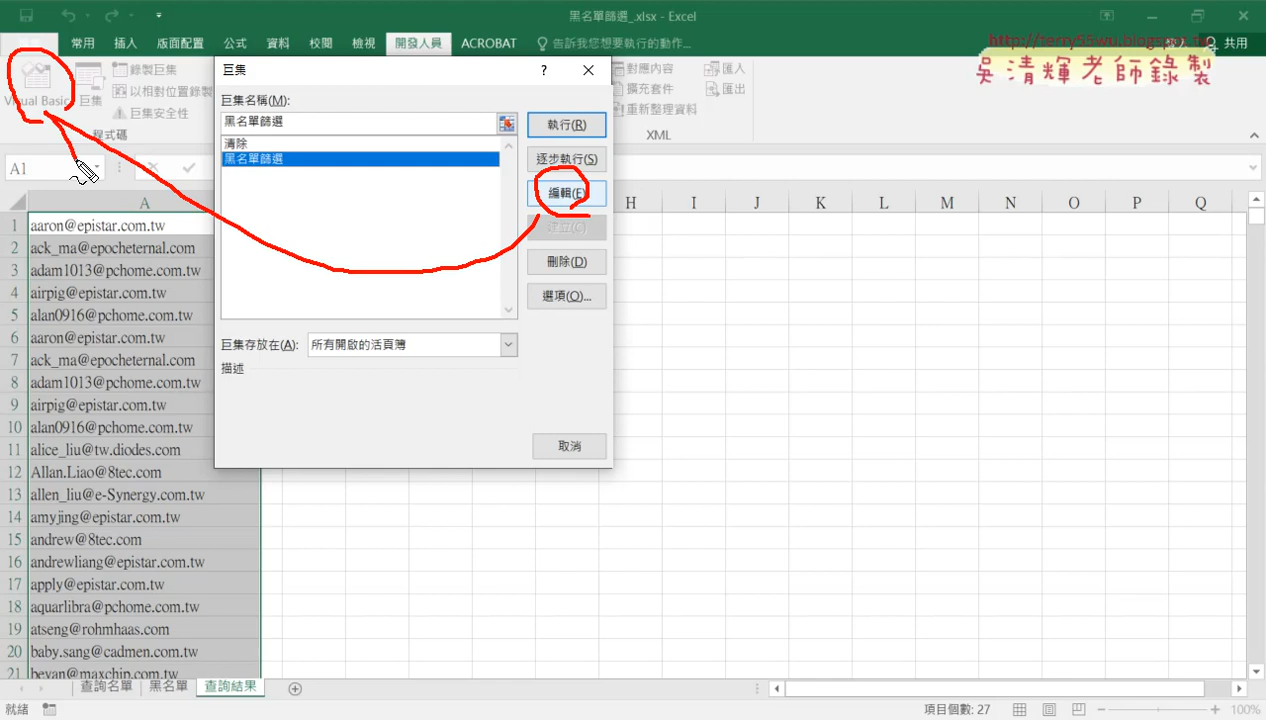 黑名單篩選_.xlsx - Excel
常用 插入 版面配置 公式 資料 校閱 檢視 開發人員 ACROBAT 告訴我您想要執行的動作... 共用
http://terry55wu.blogspot.tw
吳清輝老師錄製
Visual Basic 巨集
錄製巨集
以相對位置錄製
巨集安全性
程式碼
對應內容 匯入
擴充套件 匯出
重新整理資料
XML
巨集 ?
巨集名稱(M):
黑名單篩選
清除
黑名單篩選
執行(R)
逐步執行(S)
編輯(E)
建立(C)
刪除(D)
選項(O)...
巨集存放在(A): 所有開啟的活頁簿
描述
取消
A1
A H I J K L M N O P Q
1 aaron@epistar.com.tw
2 ack_ma@epocheternal.com
3 adam1013@pchome.com.tw
4 airpig@epistar.com.tw
5 alan0916@pchome.com.tw
6 aaron@epistar.com.tw
7 ack_ma@epocheternal.com
8 adam1013@pchome.com.tw
9 airpig@epistar.com.tw
10 alan0916@pchome.com.tw
11 alice_liu@tw.diodes.com
12 Allan.Liao@8tec.com
13 allen_liu@e-Synergy.com.tw
14 amyjing@epistar.com.tw
15 andrew@8tec.com
16 andrewliang@epistar.com.tw
17 apply@epistar.com.tw
18 aquarlibra@pchome.com.tw
19 atseng@rohmhaas.com
20 baby.sang@cadmen.com.tw
21 bevan@maxchip.com.tw
查詢名單 黑名單 查詢結果
就緒 項目個數: 27 100%